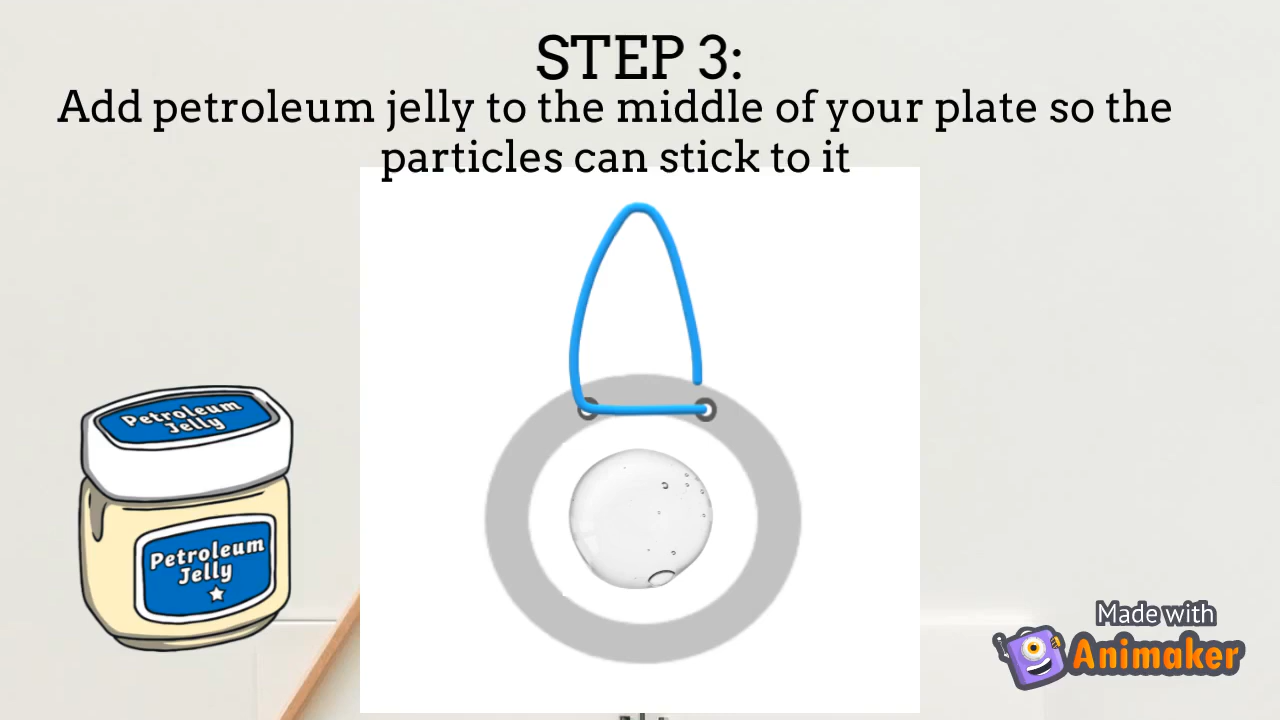 STEP 3:
Add petroleum jelly to the middle of your plate so the
particles can stick to it
Petroleum
Jelly
Petroleum
Jelly
Made with
Animaker